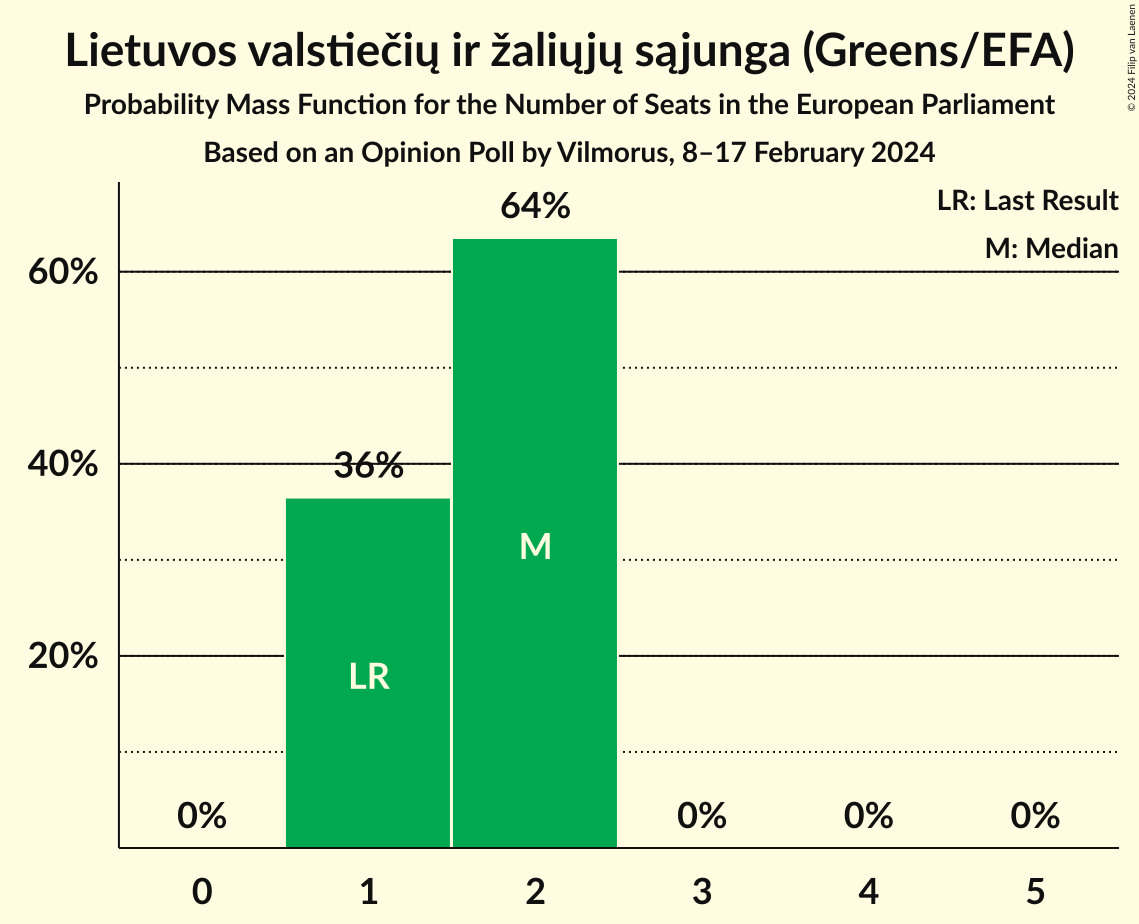 Lietuvos valstiečių ir žaliųjų sąjunga (Greens/EFA)
Probability Mass Function for the Number of Seats in the European Parliament
Based on an Opinion Poll by Vilmorus, 8–17 February 2024
© 2024 Filip van Laenen
LR: Last Result
M: Median
64%
60%
40%
36%
M
20%
LR
0%
0%
0%
0%
0
1
2
3
4
5